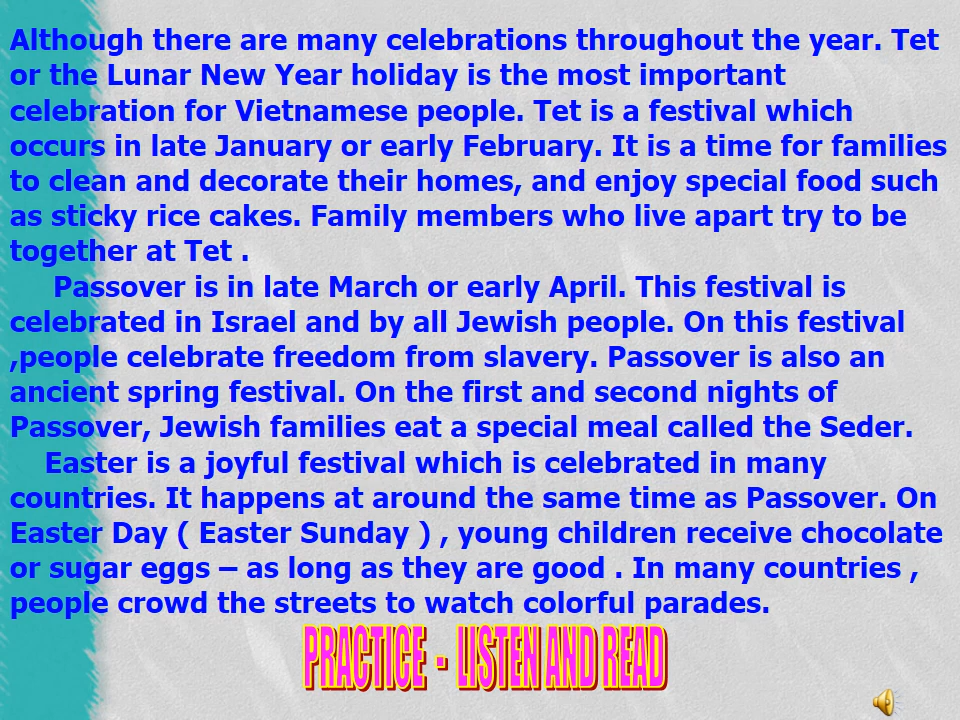 Although there are many celebrations throughout the year. Tet
or the Lunar New Year holiday is the most important
celebration for Vietnamese people. Tet is a festival which
occurs in late January or early February. It is a time for families
to clean and decorate their homes, and enjoy special food such
as sticky rice cakes. Family members who live apart try to be
together at Tet .
Passover is in late March or early April. This festival is
celebrated in Israel and by all Jewish people. On this festival
,people celebrate freedom from slavery. Passover is also an
ancient spring festival. On the first and second nights of
Passover, Jewish families eat a special meal called the Seder.
Easter is a joyful festival which is celebrated in many
countries. It happens at around the same time as Passover. On
Easter Day ( Easter Sunday ) , young children receive chocolate
or sugar eggs – as long as they are good . In many countries ,
people crowd the streets to watch colorful parades.
PRACTICE - LISTEN AND READ